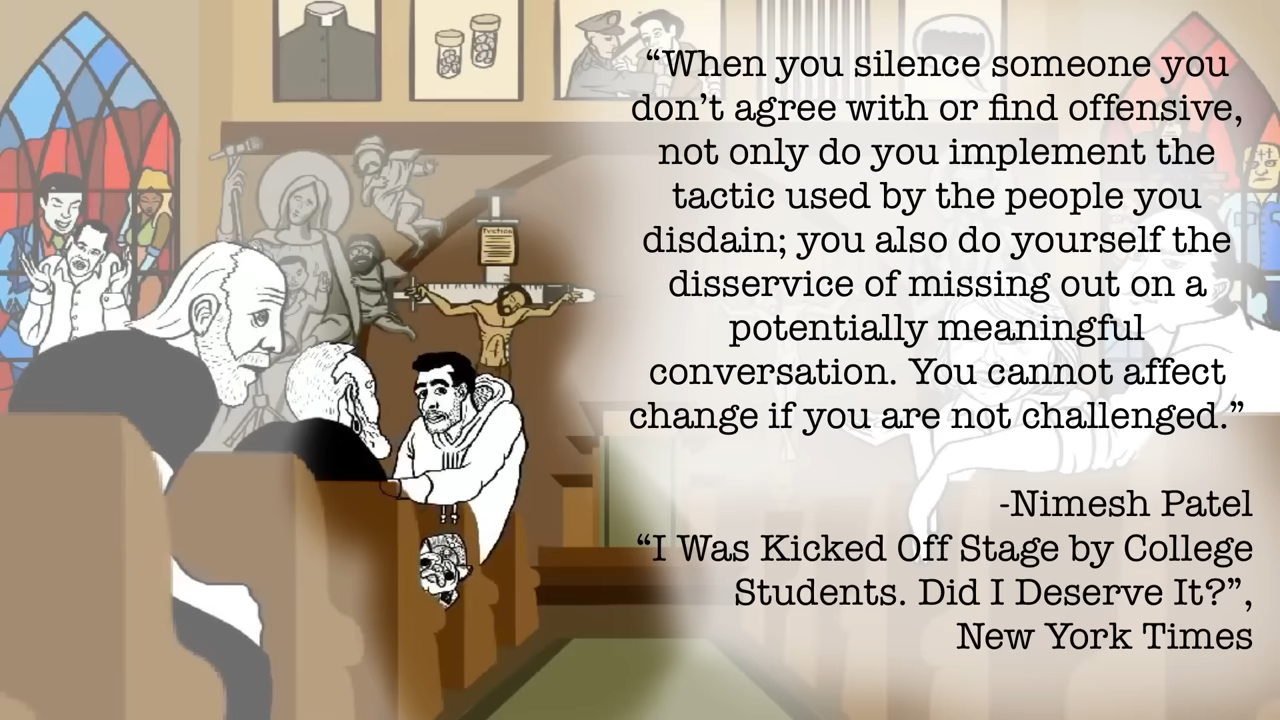 “When you silence someone you
don’t agree with or find offensive,
not only do you implement the
tactic used by the people you
disdain; you also do yourself the
disservice of missing out on a
potentially meaningful
conversation. You cannot affect
change if you are not challenged.”
-Nimesh Patel
“I Was Kicked Off Stage by College
Students. Did I Deserve It?”,
New York Times